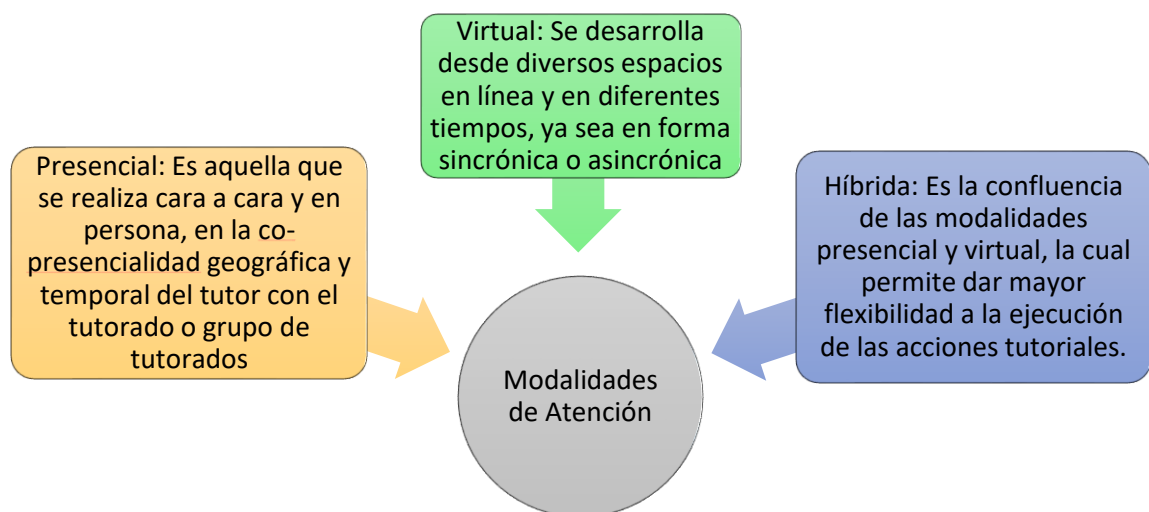 Virtual: Se desarrolla
desde diversos espacios
en línea y en diferentes
tiempos, ya sea en forma
sincrónica o asincrónica
Presencial: Es aquella que
se realiza cara a cara y en
persona, en la co-
presencialidad geográfica y
temporal del tutor con el
tutorado o grupo de
tutorados
Híbrida: Es la confluencia
de las modalidades
presencial y virtual, la cual
permite dar mayor
flexibilidad a la ejecución
de las acciones tutoriales.
Modalidades
de Atención